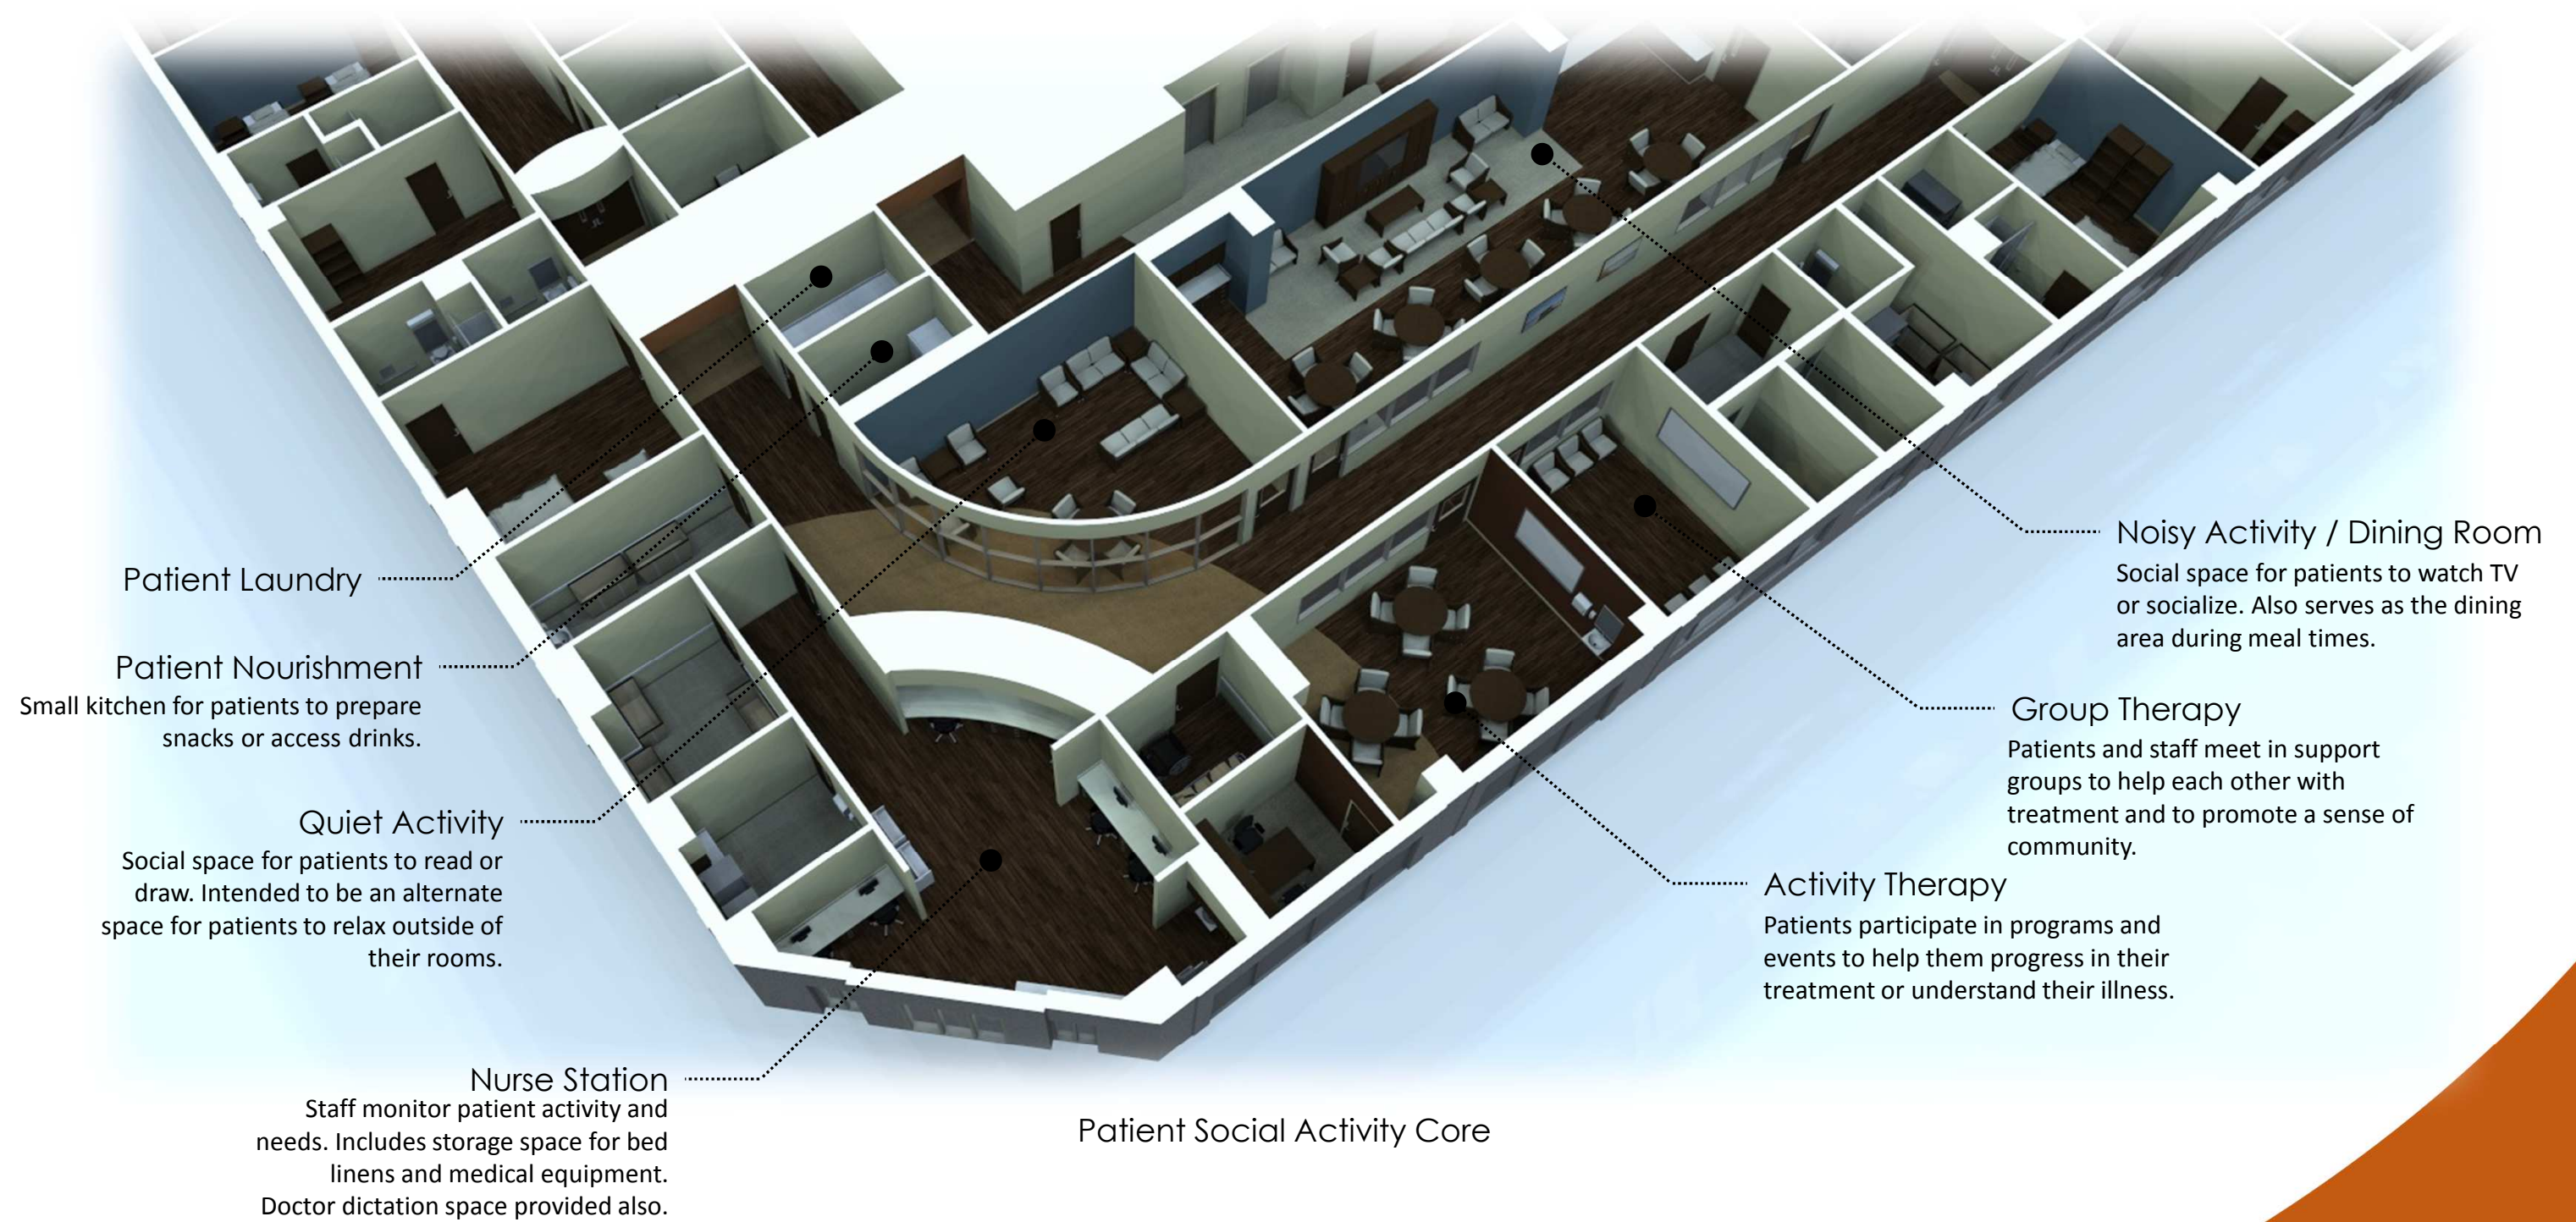 Patient Laundry
Patient Nourishment
Small kitchen for patients to prepare
snacks or access drinks.
Quiet Activity
Social space for patients to read or
draw. Intended to be an alternate
space for patients to relax outside of
their rooms.
Nurse Station
Staff monitor patient activity and
needs. Includes storage space for bed
linens and medical equipment.
Doctor dictation space provided also.
Noisy Activity / Dining Room
Social space for patients to watch TV
or socialize. Also serves as the dining
area during meal times.
Group Therapy
Patients and staff meet in support
groups to help each other with
treatment and to promote a sense of
community.
Activity Therapy
Patients participate in programs and
events to help them progress in their
treatment or understand their illness.
Patient Social Activity Core